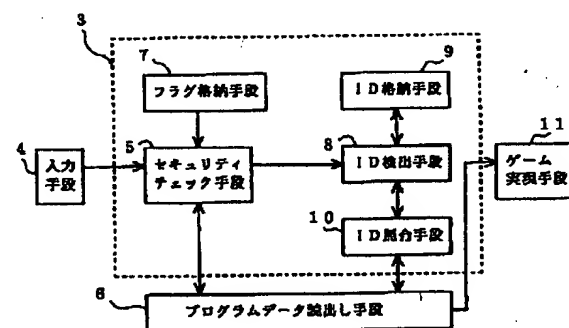 3
7
フラグ格納手段
9
ID格納手段
4
入力
手段
5
セキュリティ
チェック手段
8
ID検出手段
11
ゲーム
実現手段
10
ID照合手段
6
プログラムデータ読出し手段